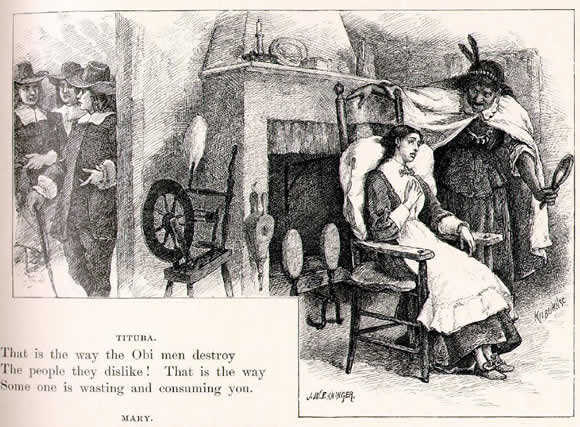 TITUBA.
That is the way the Obi men destroy
The people they dislike! That is the way
Some one is wasting and consuming you.
MARY.